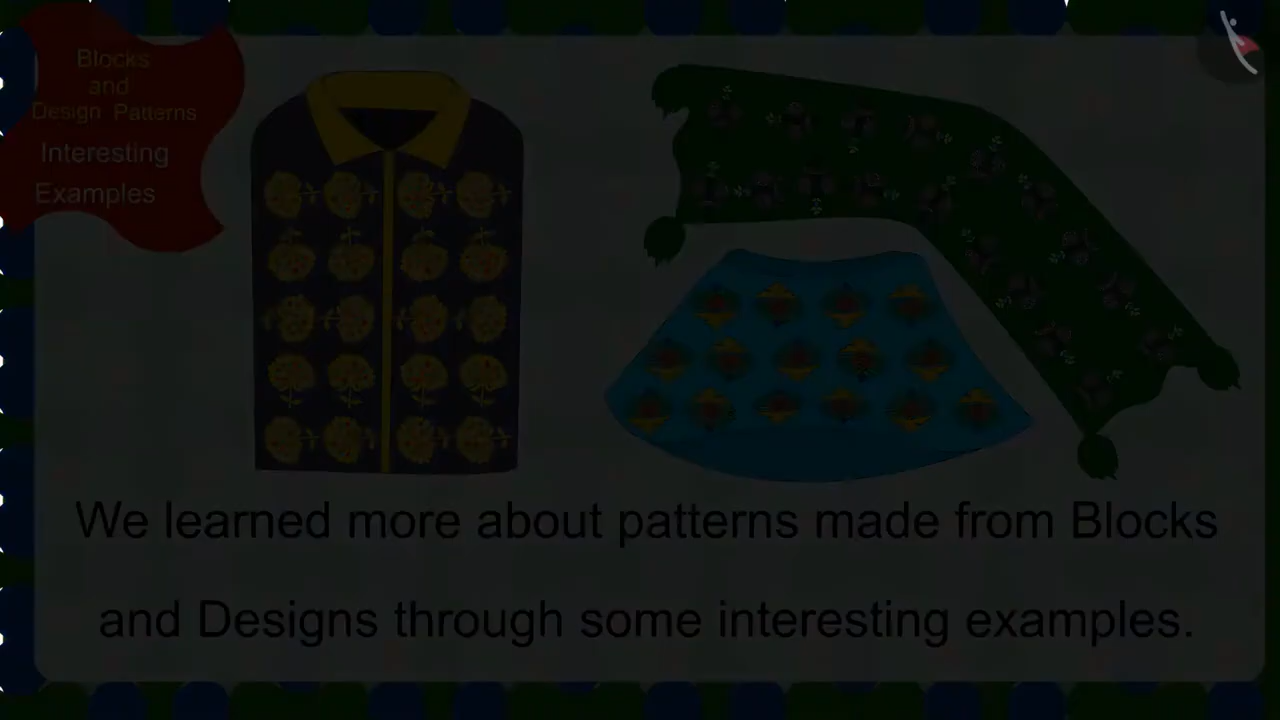 Blocks
and
Design Patterns
Interesting
Examples
We learned more about patterns made from Blocks
and Designs through some interesting examples.